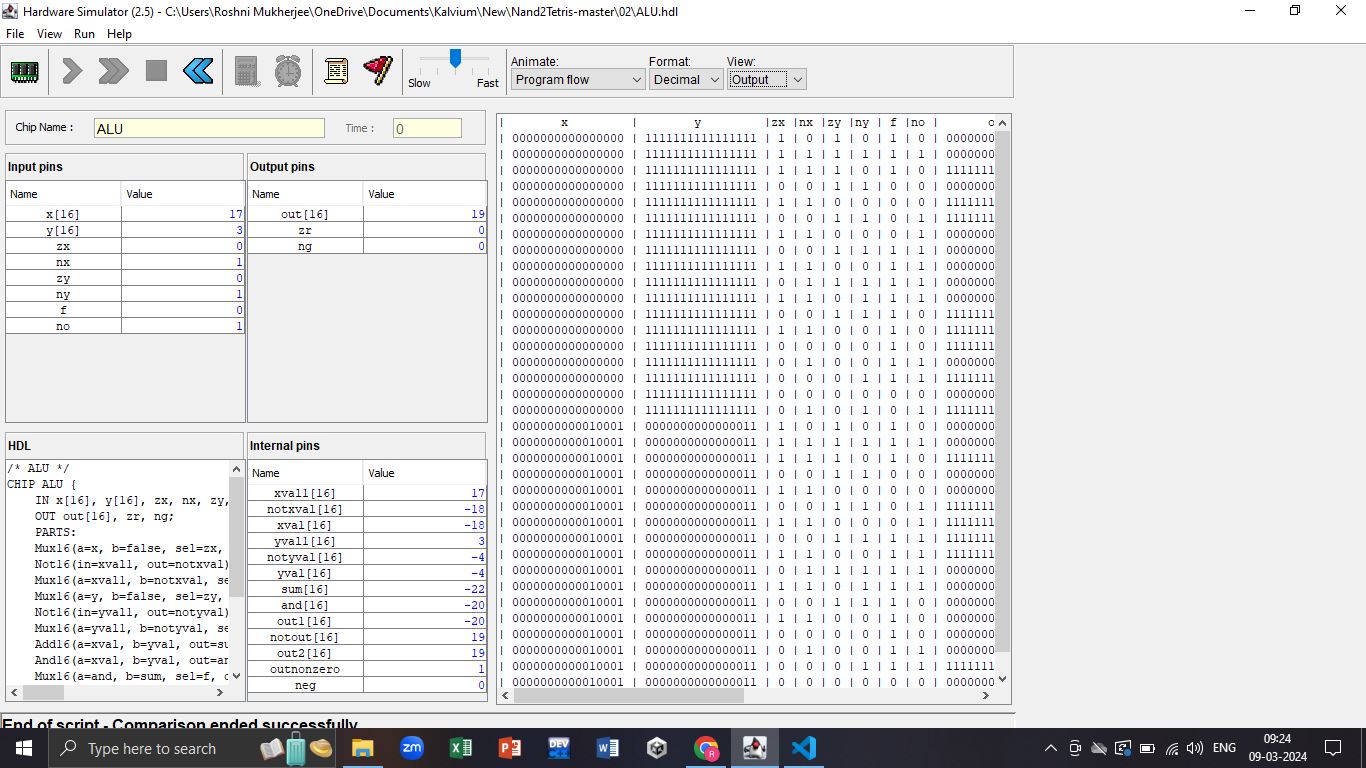 Hardware Simulator (2.5) - C:\Users\Roshni Mukherjee\OneDrive\Documents\Kalvium\New\Nand2Tetris-master\02\ALU.hdl
File View Run Help
Slow Fast
Animate: Format: View:
Program flow Decimal Output
Chip Name : ALU Time : 0
Input pins
Name Value
x[16] 17
y[16] 3
zx 0
nx 1
zy 0
ny 1
f 0
no 1
Output pins
Name Value
out[16] 19
zr 0
ng 0
HDL
/* ALU */
CHIP ALU {
IN x[16], y[16], zx, nx, zy,
OUT out[16], zr, ng;
PARTS:
Mux16(a=x, b=false, sel=zx,
Not16(in=xval1, out=notxval)
Mux16(a=xval1, b=notxval, se
Mux16(a=y, b=false, sel=zy,
Not16(in=yval1, out=notyval)
Mux16(a=yval1, b=notyval, se
Add16(a=xval, b=yval, out=su
And16(a=xval, b=yval, out=an
Mux16(a=and, b=sum, sel=f, o
Internal pins
Name Value
xval1[16] 17
notxval[16] -18
xval[16] -18
yval1[16] 3
notyval[16] -4
yval[16] -4
sum[16] -22
and[16] -20
out1[16] -20
notout[16] 19
out2[16] 19
outnonzero 1
neg 0
| x | y |zx |nx |zy |ny | f |no | o
| 0000000000000000 | 1111111111111111 | 1 | 0 | 1 | 0 | 1 | 0 | 0000000
| 0000000000000000 | 1111111111111111 | 1 | 1 | 1 | 1 | 1 | 1 | 0000000
| 0000000000000000 | 1111111111111111 | 1 | 1 | 1 | 0 | 1 | 0 | 1111111
| 0000000000000000 | 1111111111111111 | 0 | 0 | 1 | 1 | 0 | 0 | 0000000
| 0000000000000000 | 1111111111111111 | 1 | 1 | 0 | 0 | 0 | 0 | 1111111
| 0000000000000000 | 1111111111111111 | 0 | 0 | 1 | 1 | 0 | 1 | 1111111
| 0000000000000000 | 1111111111111111 | 1 | 1 | 0 | 0 | 0 | 1 | 0000000
| 0000000000000000 | 1111111111111111 | 0 | 0 | 1 | 1 | 1 | 1 | 0000000
| 0000000000000000 | 1111111111111111 | 1 | 1 | 0 | 0 | 1 | 1 | 0000000
| 0000000000000000 | 1111111111111111 | 0 | 1 | 1 | 1 | 1 | 1 | 0000000
| 0000000000000000 | 1111111111111111 | 1 | 1 | 0 | 1 | 1 | 1 | 0000000
| 0000000000000000 | 1111111111111111 | 0 | 0 | 1 | 1 | 1 | 0 | 1111111
| 0000000000000000 | 1111111111111111 | 1 | 1 | 0 | 0 | 1 | 0 | 1111111
| 0000000000000000 | 1111111111111111 | 0 | 0 | 0 | 0 | 1 | 0 | 1111111
| 0000000000000000 | 1111111111111111 | 0 | 1 | 0 | 0 | 1 | 1 | 0000000
| 0000000000000000 | 1111111111111111 | 0 | 0 | 0 | 1 | 1 | 1 | 1111111
| 0000000000000000 | 1111111111111111 | 0 | 0 | 0 | 0 | 0 | 0 | 0000000
| 0000000000000000 | 1111111111111111 | 0 | 1 | 0 | 1 | 0 | 1 | 1111111
| 0000000000010001 | 0000000000000011 | 1 | 0 | 1 | 0 | 1 | 0 | 0000000
| 0000000000010001 | 0000000000000011 | 1 | 1 | 1 | 1 | 1 | 1 | 0000000
| 0000000000010001 | 0000000000000011 | 1 | 1 | 1 | 0 | 1 | 0 | 1111111
| 0000000000010001 | 0000000000000011 | 0 | 0 | 1 | 1 | 0 | 0 | 0000000
| 0000000000010001 | 0000000000000011 | 1 | 1 | 0 | 0 | 0 | 0 | 0000000
| 0000000000010001 | 0000000000000011 | 0 | 0 | 1 | 1 | 0 | 1 | 1111111
| 0000000000010001 | 0000000000000011 | 1 | 1 | 0 | 0 | 0 | 1 | 1111111
| 0000000000010001 | 0000000000000011 | 0 | 0 | 1 | 1 | 1 | 1 | 1111111
| 0000000000010001 | 0000000000000011 | 1 | 1 | 0 | 0 | 1 | 1 | 1111111
| 0000000000010001 | 0000000000000011 | 0 | 1 | 1 | 1 | 1 | 1 | 0000000
| 0000000000010001 | 0000000000000011 | 1 | 1 | 0 | 1 | 1 | 1 | 0000000
| 0000000000010001 | 0000000000000011 | 0 | 0 | 1 | 1 | 1 | 0 | 0000000
| 0000000000010001 | 0000000000000011 | 1 | 1 | 0 | 0 | 1 | 0 | 0000000
| 0000000000010001 | 0000000000000011 | 0 | 0 | 0 | 0 | 1 | 0 | 0000000
| 0000000000010001 | 0000000000000011 | 0 | 1 | 0 | 0 | 1 | 1 | 0000000
| 0000000000010001 | 0000000000000011 | 0 | 0 | 0 | 1 | 1 | 1 | 1111111
| 0000000000010001 | 0000000000000011 | 0 | 0 | 0 | 0 | 0 | 0 | 0000000
End of script - Comparison ended successfully
Type here to search
zm
DEV
ENG
09:24
09-03-2024